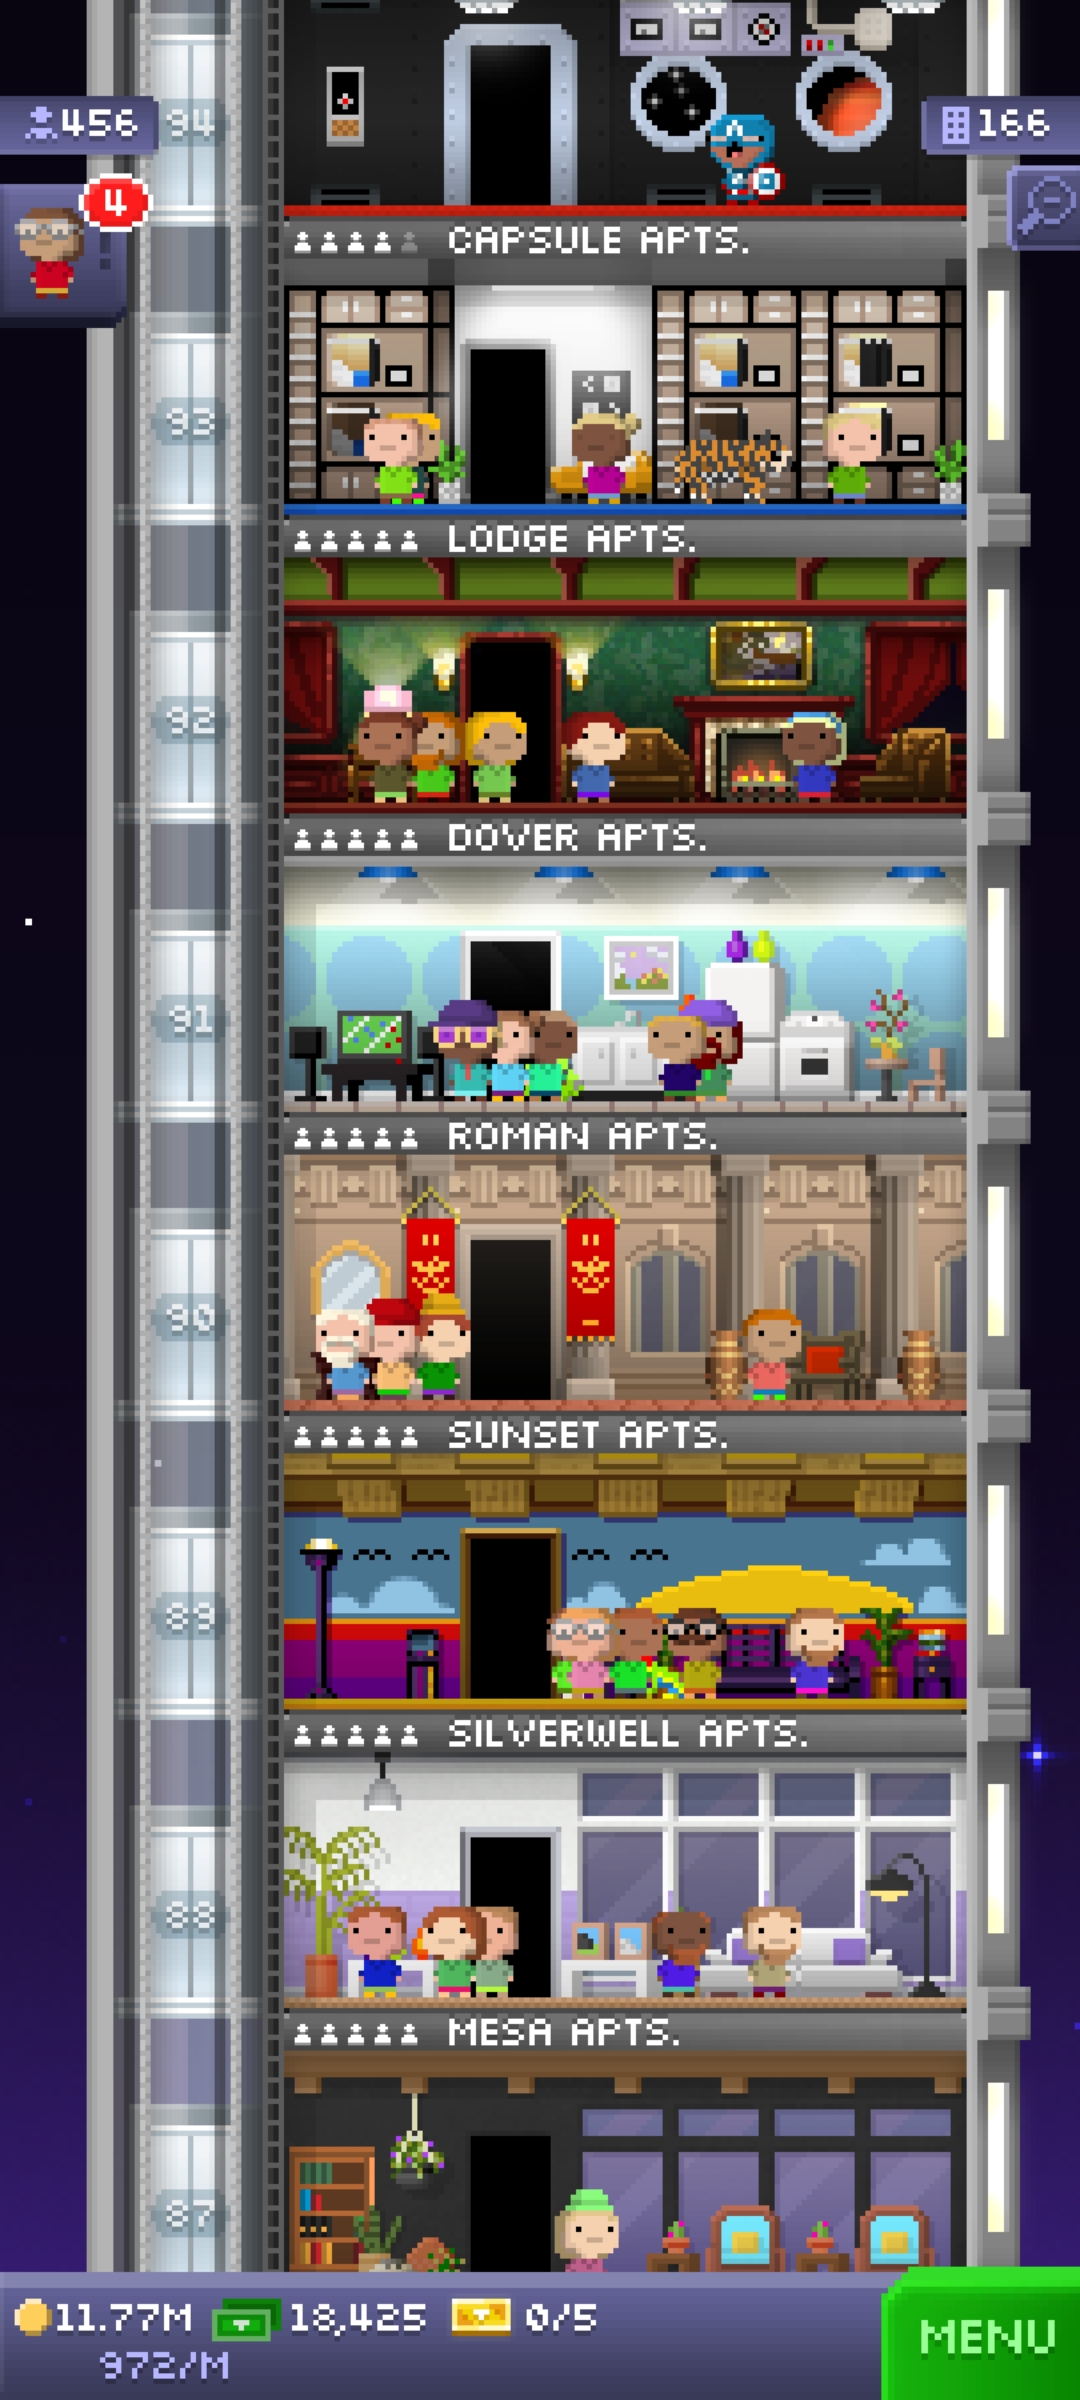 456
94
166
4
CAPSULE APTS.
93
LODGE APTS.
92
DOVER APTS.
91
ROMAN APTS.
90
SUNSET APTS.
89
SILVERWELL APTS.
88
MESA APTS.
87
11.77M 18,425 0/5
972/M
MENU